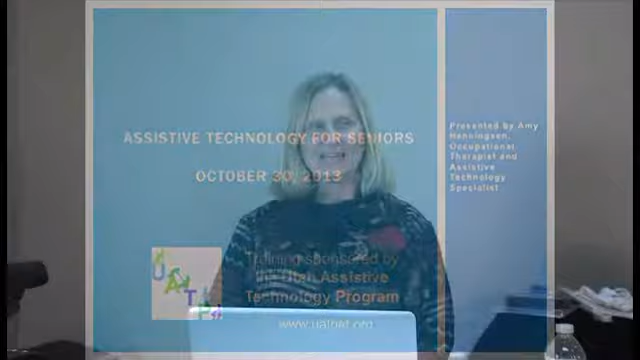 ASSISTIVE TECHNOLOGY FOR SENIORS
OCTOBER 30, 2013
Presented by Amy
Henningsen,
Occupational
Therapist and
Assistive
Technology
Specialist
UATP
Training sponsored by
the Utah Assistive
Technology Program
www.uatpat.org